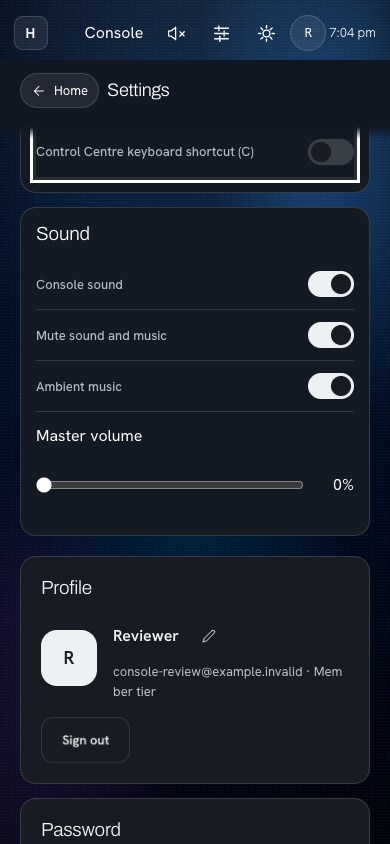 H
Console
R
7:04 pm
Home
Settings
Control Centre keyboard shortcut (C)
Sound
Console sound
Mute sound and music
Ambient music
Master volume
0%
Profile
R
Reviewer
console-review@example.invalid · Mem
ber tier
Sign out
Password